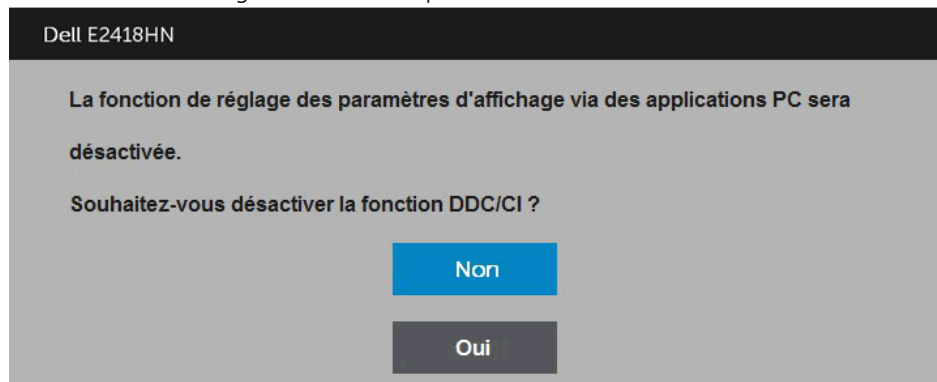 Dell E2418HN
La fonction de réglage des paramètres d'affichage via des applications PC sera
désactivée.
Souhaitez-vous désactiver la fonction DDC/CI ?
Non
Oui